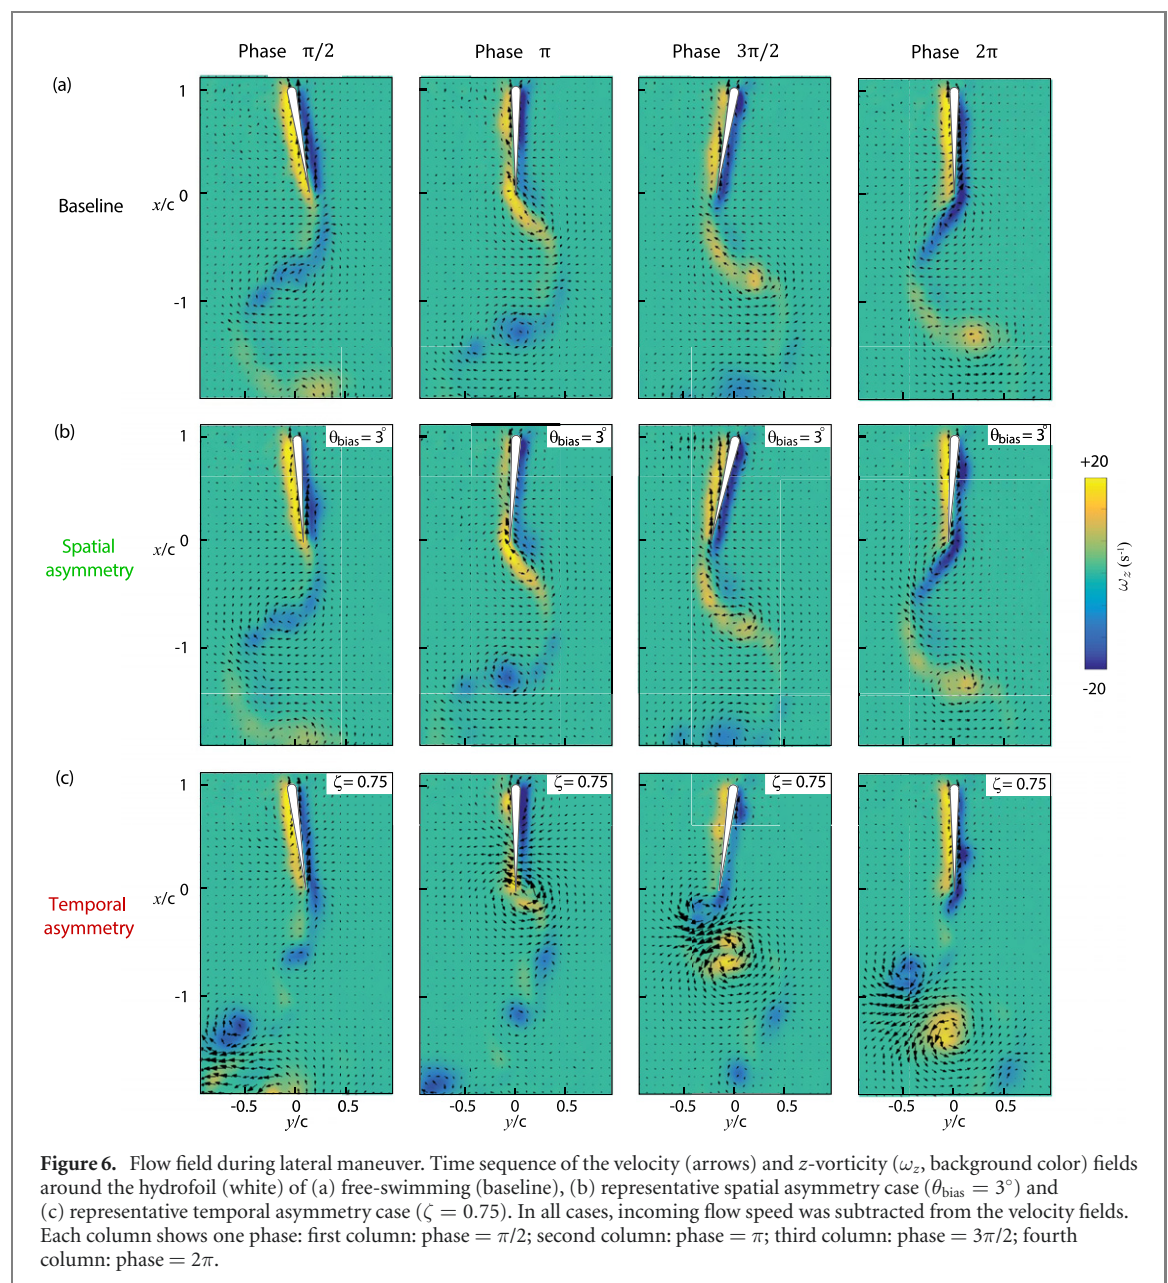 Phase π/2
Phase π
Phase 3π/2
Phase 2π
(a)
Baseline
x/c
1
0
-1
(b)
θbias = 3°
θbias = 3°
θbias = 3°
θbias = 3°
Spatial
asymmetry
x/c
1
0
-1
+20
ωz (s-1)
-20
(c)
ζ= 0.75
ζ= 0.75
ζ= 0.75
ζ= 0.75
Temporal
asymmetry
x/c
1
0
-1
-0.5 0 0.5
y/c
-0.5 0 0.5
y/c
-0.5 0 0.5
y/c
-0.5 0 0.5
y/c
Figure 6. Flow field during lateral maneuver. Time sequence of the velocity (arrows) and z-vorticity (ωz, background color) fields
around the hydrofoil (white) of (a) free-swimming (baseline), (b) representative spatial asymmetry case (θbias = 3°) and
(c) representative temporal asymmetry case (ζ = 0.75). In all cases, incoming flow speed was subtracted from the velocity fields.
Each column shows one phase: first column: phase = π/2; second column: phase = π; third column: phase = 3π/2; fourth
column: phase = 2π.